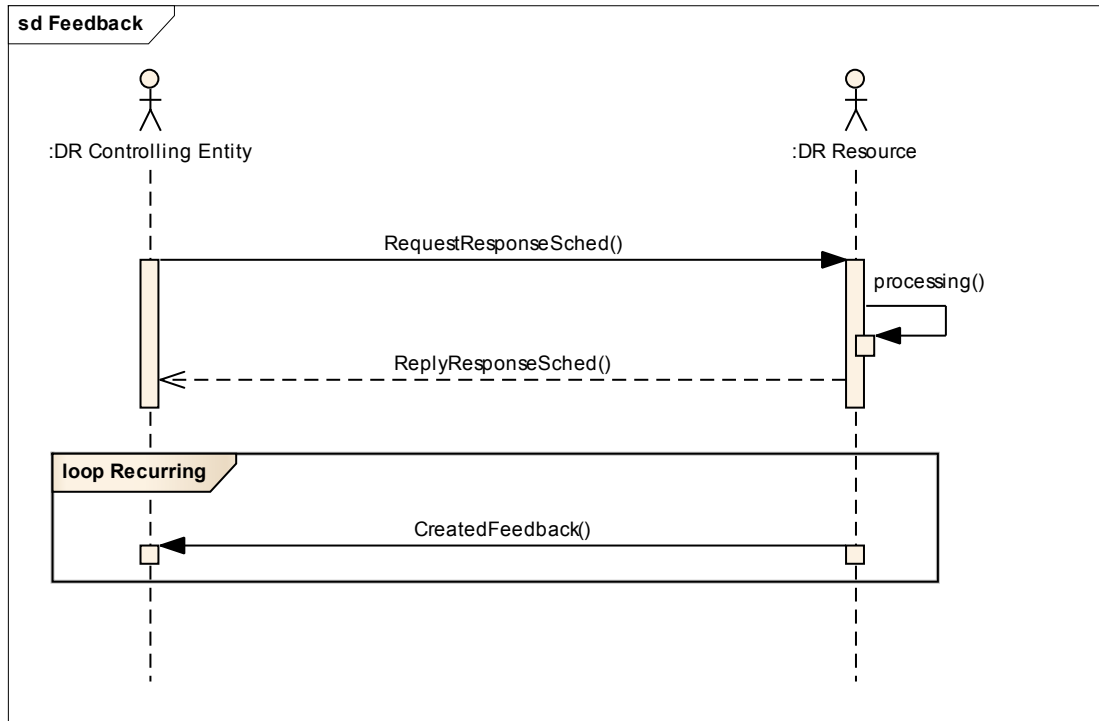 sd Feedback
:DR Controlling Entity
:DR Resource
RequestResponseSched()
processing()
ReplyResponseSched()
loop Recurring
CreatedFeedback()